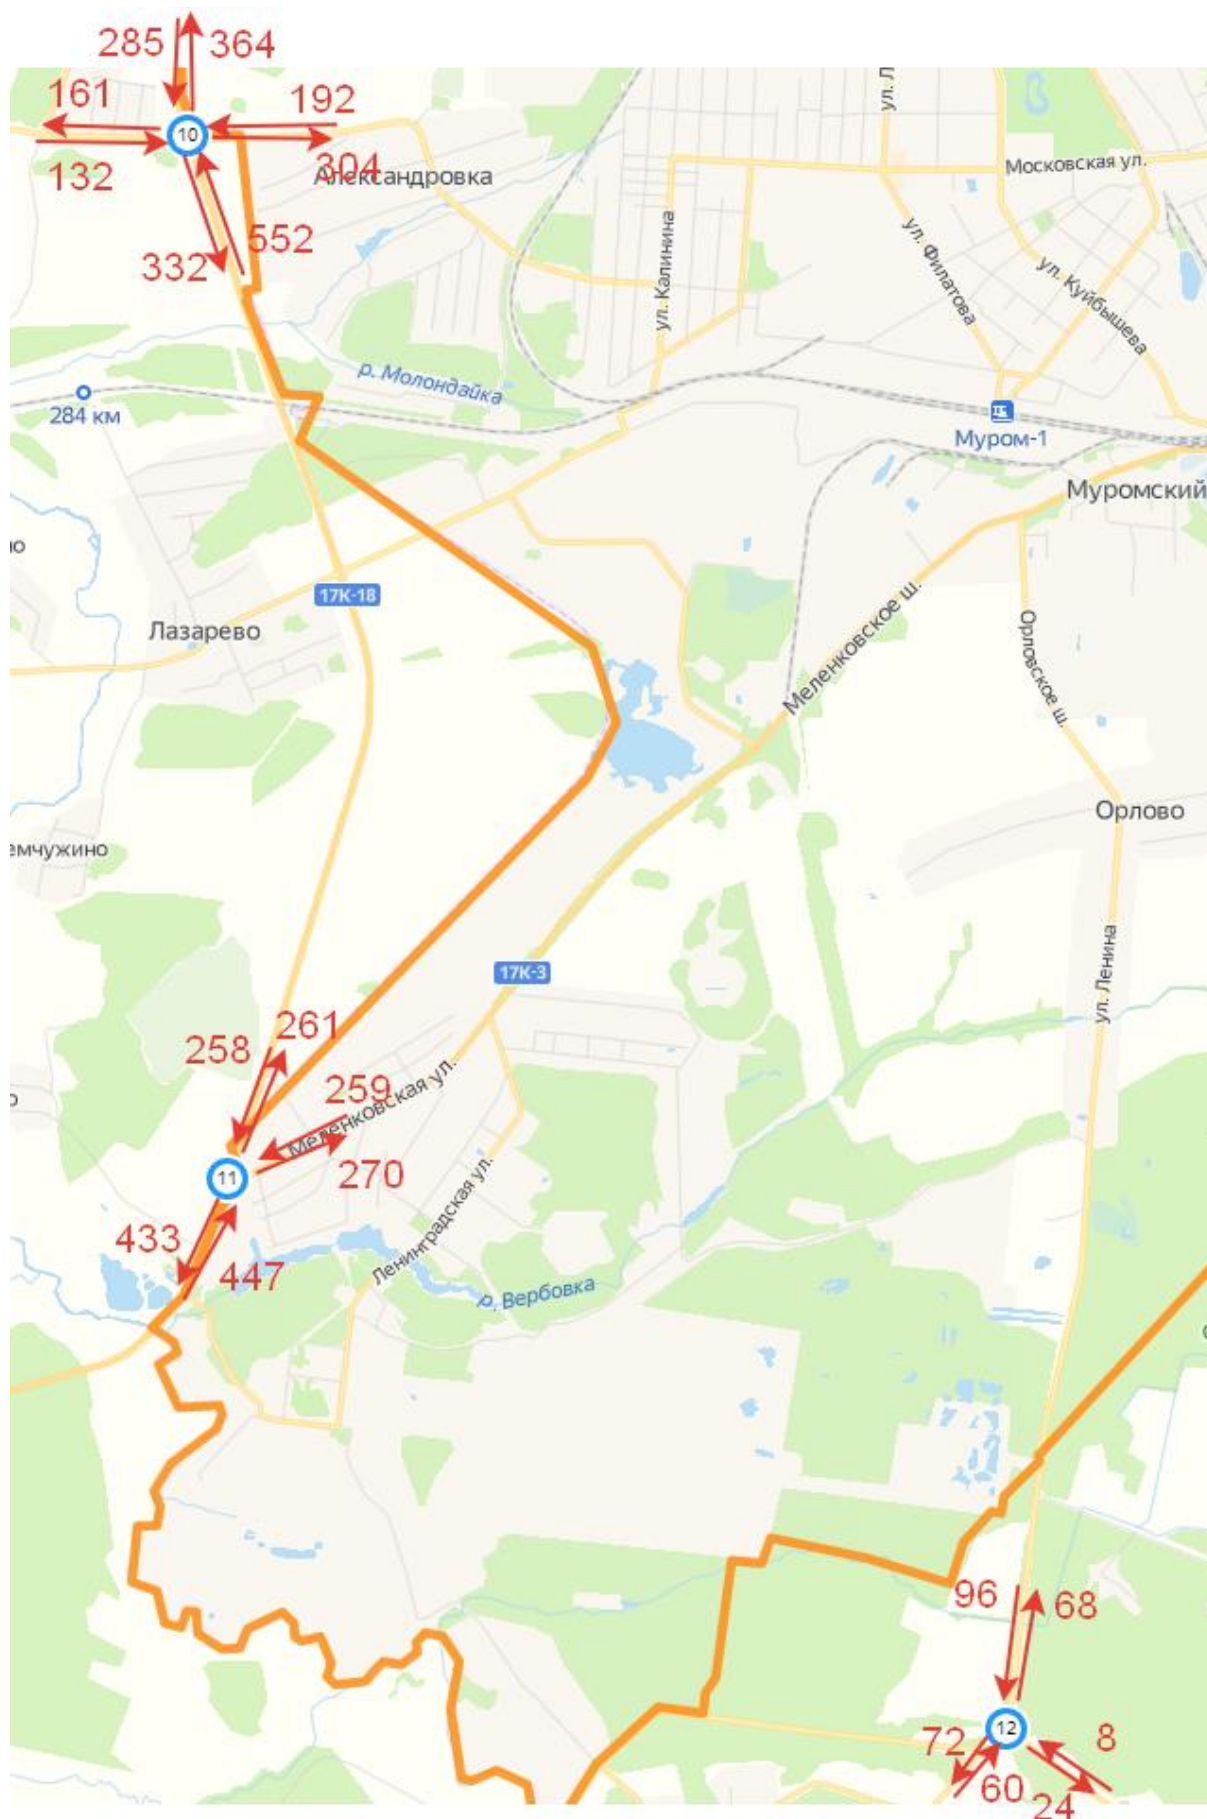 285
364
161
192
10
132
304
Александровка
ул. Л
Московская ул.
332
552
ул. Калинина
ул. Филатова
ул. Куйбышева
р. Молондайка
284 км
Муром-1
Муромский
ю
17К-18
Лазарево
Меленковское ш.
Орловское ш.
Орлово
емчужино
17К-3
ул. Ленина
258
261
259
Меленковская ул.
270
11
433
447
Ленинградская ул.
р. Вербовка
96
68
12
72
8
60
24